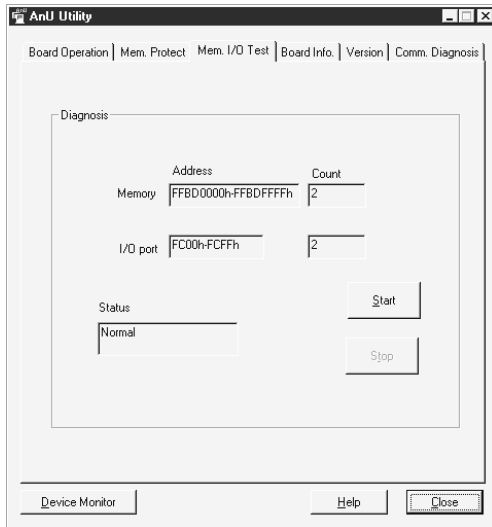 AnU Utility
Board Operation Mem. Protect Mem. I/O Test Board Info. Version Comm. Diagnosis
Diagnosis
Address Count
Memory FFBD0000h-FFBDFFFFh 2
I/O port FC00h-FCFFh 2
Start
Status
Normal
Stop
Device Monitor Help Close